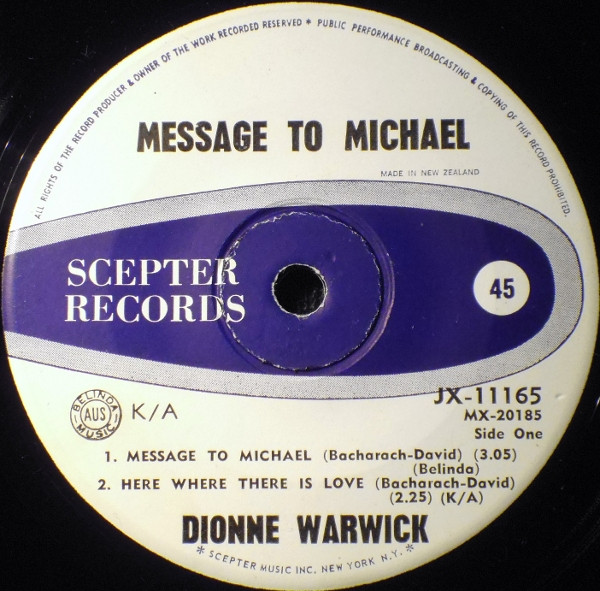 ALL RIGHTS OF THE RECORD PRODUCER & OWNER OF THE WORK RECORDED RESERVED * PUBLIC PERFORMANCE BROADCASTING & COPYING OF THIS RECORD PROHIBITED.
MESSAGE TO MICHAEL
MADE IN NEW ZEALAND
SCEPTER
RECORDS
45
JX-11165
MX-20185
Side One
BELINDA
AUS
MUSIC
K/A
1. MESSAGE TO MICHAEL (Bacharach-David) (3.05)
(Belinda)
2. HERE WHERE THERE IS LOVE (Bacharach-David)
(2.25) (K/A)
DIONNE WARWICK
* SCEPTER MUSIC INC. NEW YORK N.Y. *